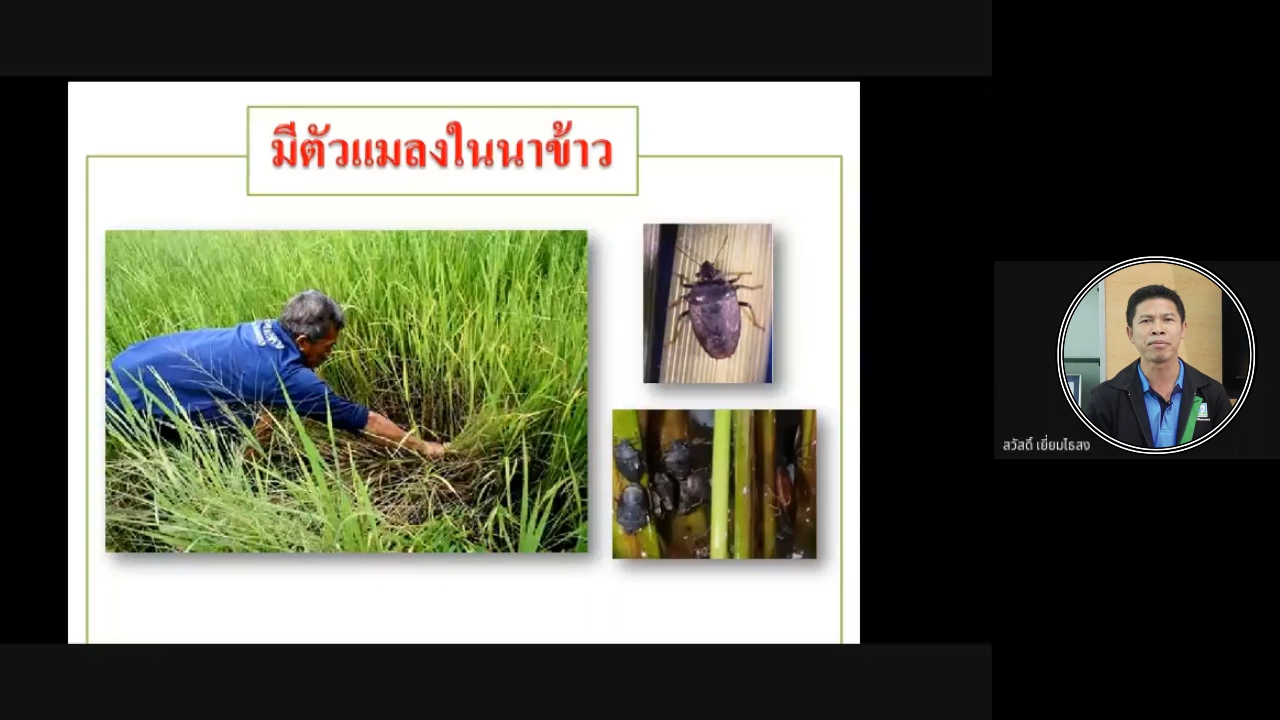 มีตัวแมลงในนาข้าว
สวัสดิ์ เยี่ยมไธสง